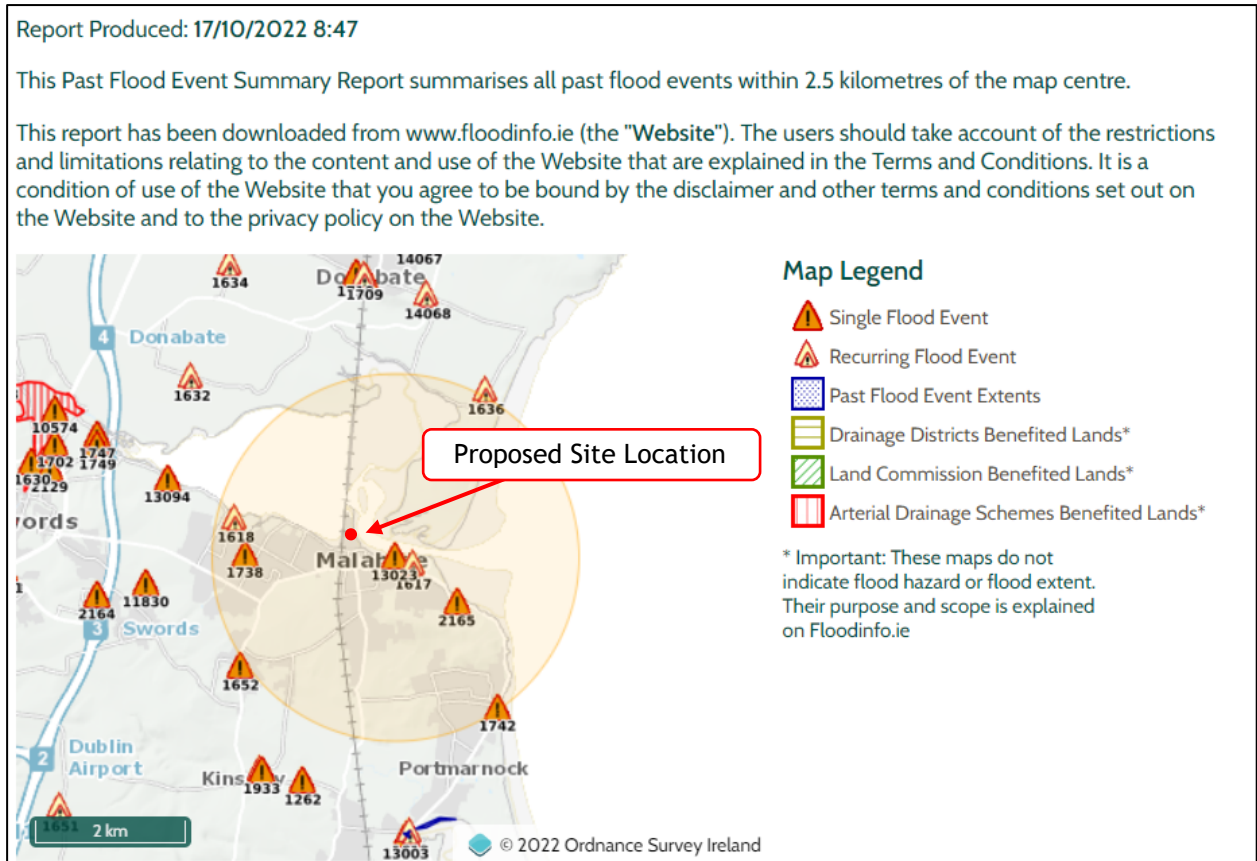 Report Produced: 17/10/2022 8:47
This Past Flood Event Summary Report summarises all past flood events within 2.5 kilometres of the map centre.
This report has been downloaded from www.floodinfo.ie (the "Website"). The users should take account of the restrictions
and limitations relating to the content and use of the Website that are explained in the Terms and Conditions. It is a
condition of use of the Website that you agree to be bound by the disclaimer and other terms and conditions set out on
the Website and to the privacy policy on the Website.
14067
1634
1709
14068
4
Donabate
1632
1636
10574
1747
1749
1702
1630
2129
13094
Proposed Site Location
1618
1738
13023
1617
2164
11830
2165
3
Swords
1652
1742
2
Dublin
Airport
Portmarnock
1933
1262
1651
2 km
13003
© 2022 Ordnance Survey Ireland
Map Legend
Single Flood Event
Recurring Flood Event
Past Flood Event Extents
Drainage Districts Benefited Lands*
Land Commission Benefited Lands*
Arterial Drainage Schemes Benefited Lands*
* Important: These maps do not
indicate flood hazard or flood extent.
Their purpose and scope is explained
on Floodinfo.ie